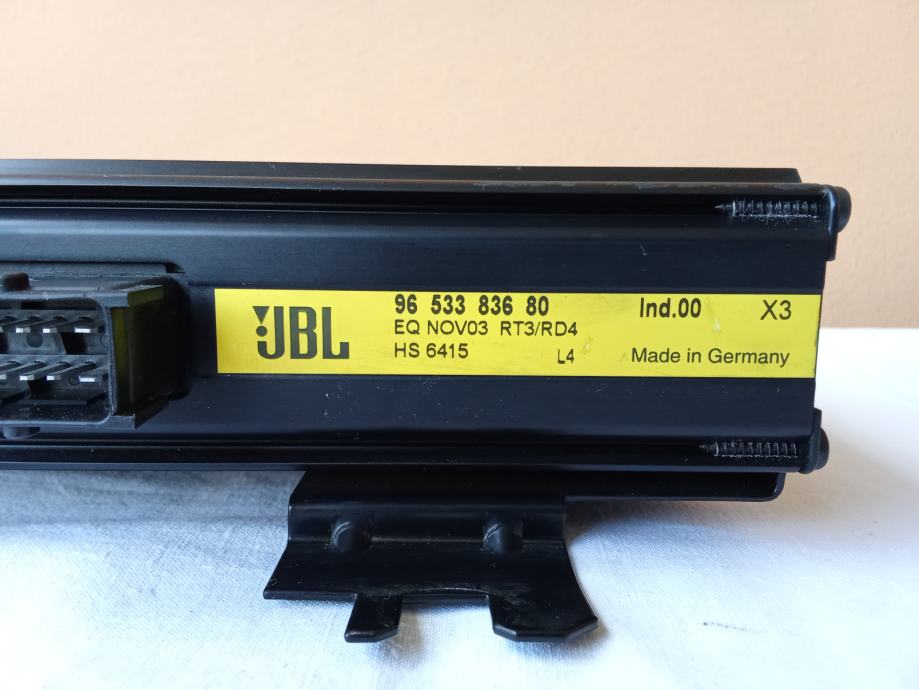 JBL
96 533 836 80 Ind.00 X3
EQ NOV03 RT3/RD4
HS 6415 L4 Made in Germany